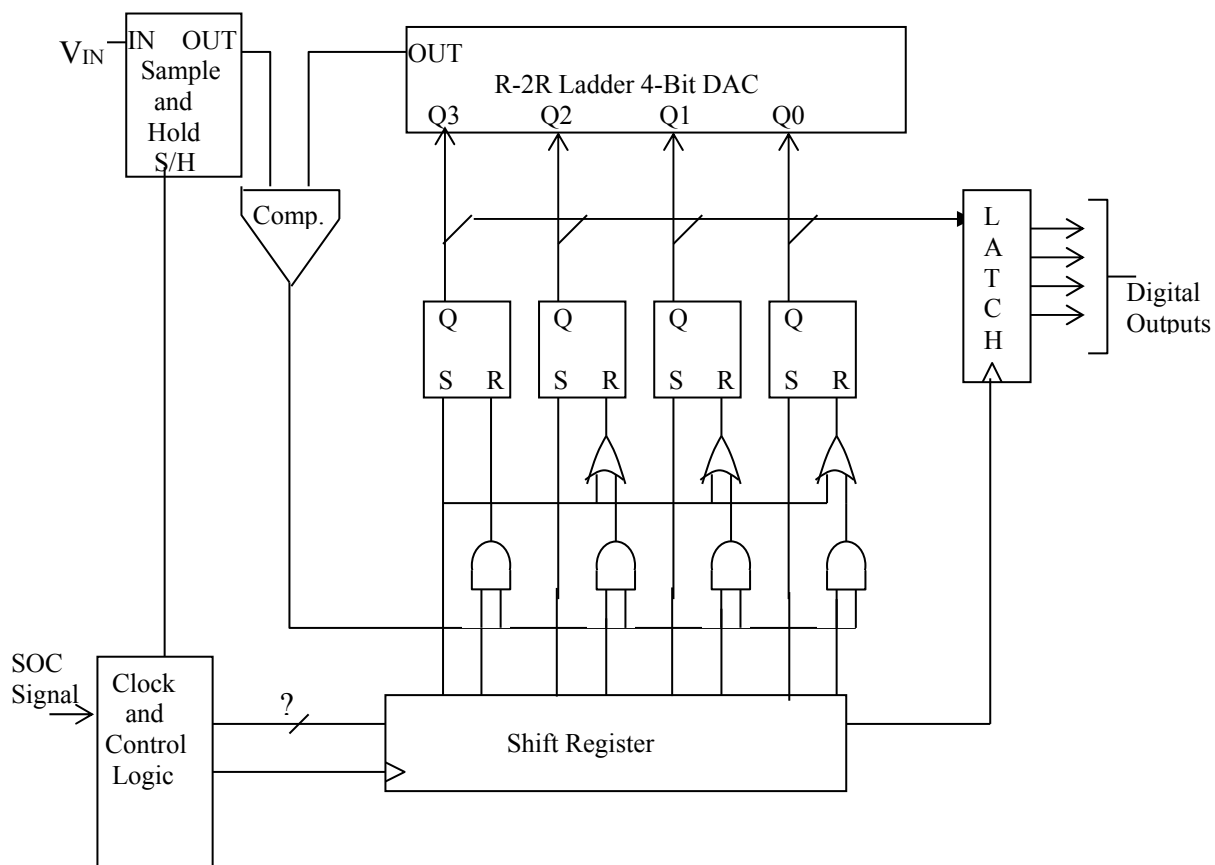 VIN
IN OUT
Sample
and
Hold
S/H
OUT
R-2R Ladder 4-Bit DAC
Q3 Q2 Q1 Q0
Comp.
L
A
T
C
H
Digital
Outputs
Q Q Q Q
S R S R S R S R
SOC
Signal
Clock
and
Control
Logic
?
Shift Register